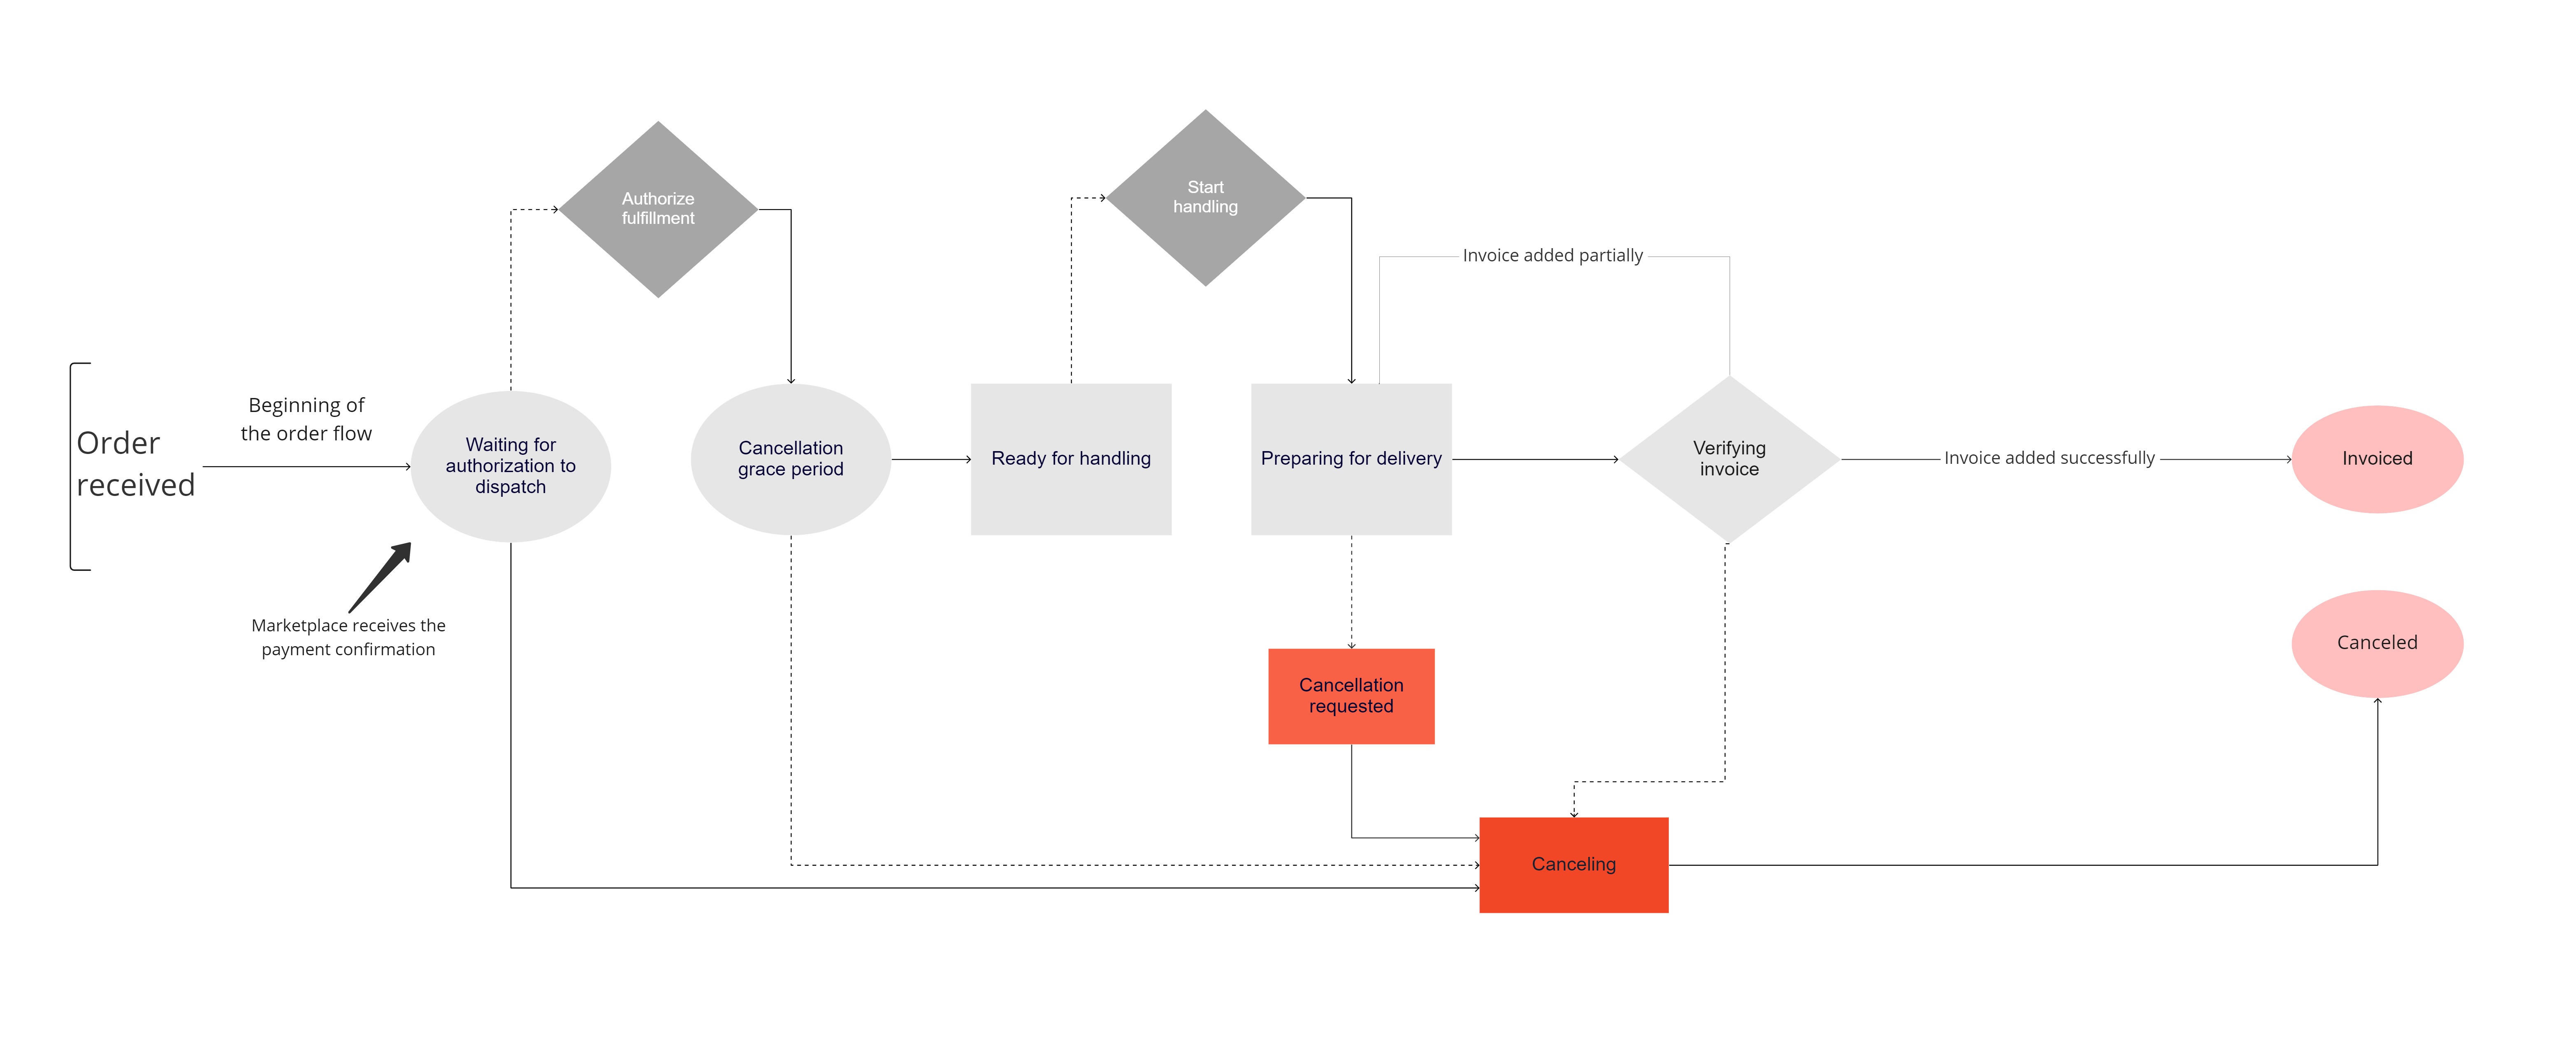 Authorize
fulfillment
Start
handling
Invoice added partially
Order
received
Beginning of
the order flow
Waiting for
authorization to
dispatch
Cancellation
grace period
Ready for handling
Preparing for delivery
Verifying
invoice
Invoice added successfully
Invoiced
Marketplace receives the
payment confirmation
Canceled
Cancellation
requested
Canceling